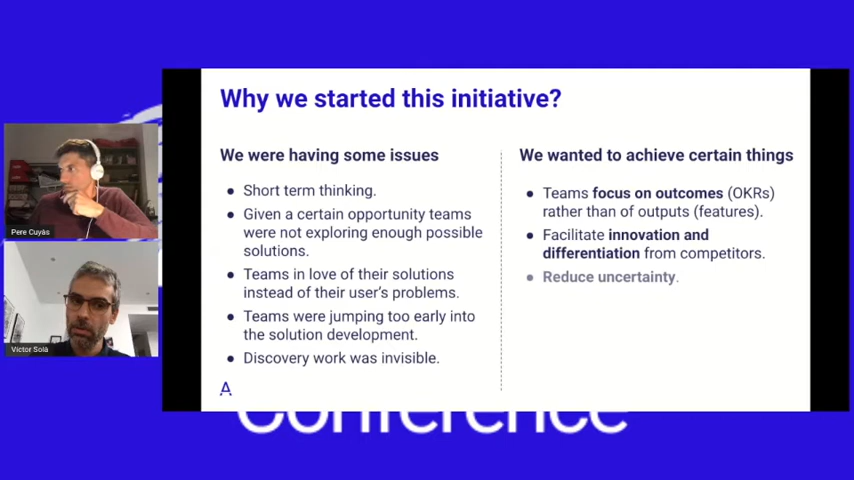 Why we started this initiative?
We were having some issues
Short term thinking.
Given a certain opportunity teams
were not exploring enough possible
solutions.
Teams in love of their solutions
instead of their user's problems.
Teams were jumping too early into
the solution development.
Discovery work was invisible.
A
We wanted to achieve certain things
Teams focus on outcomes (OKRs)
rather than of outputs (features).
Facilitate innovation and
differentiation from competitors.
Reduce uncertainty.
Pere Cuyàs
Víctor Solà
Conference